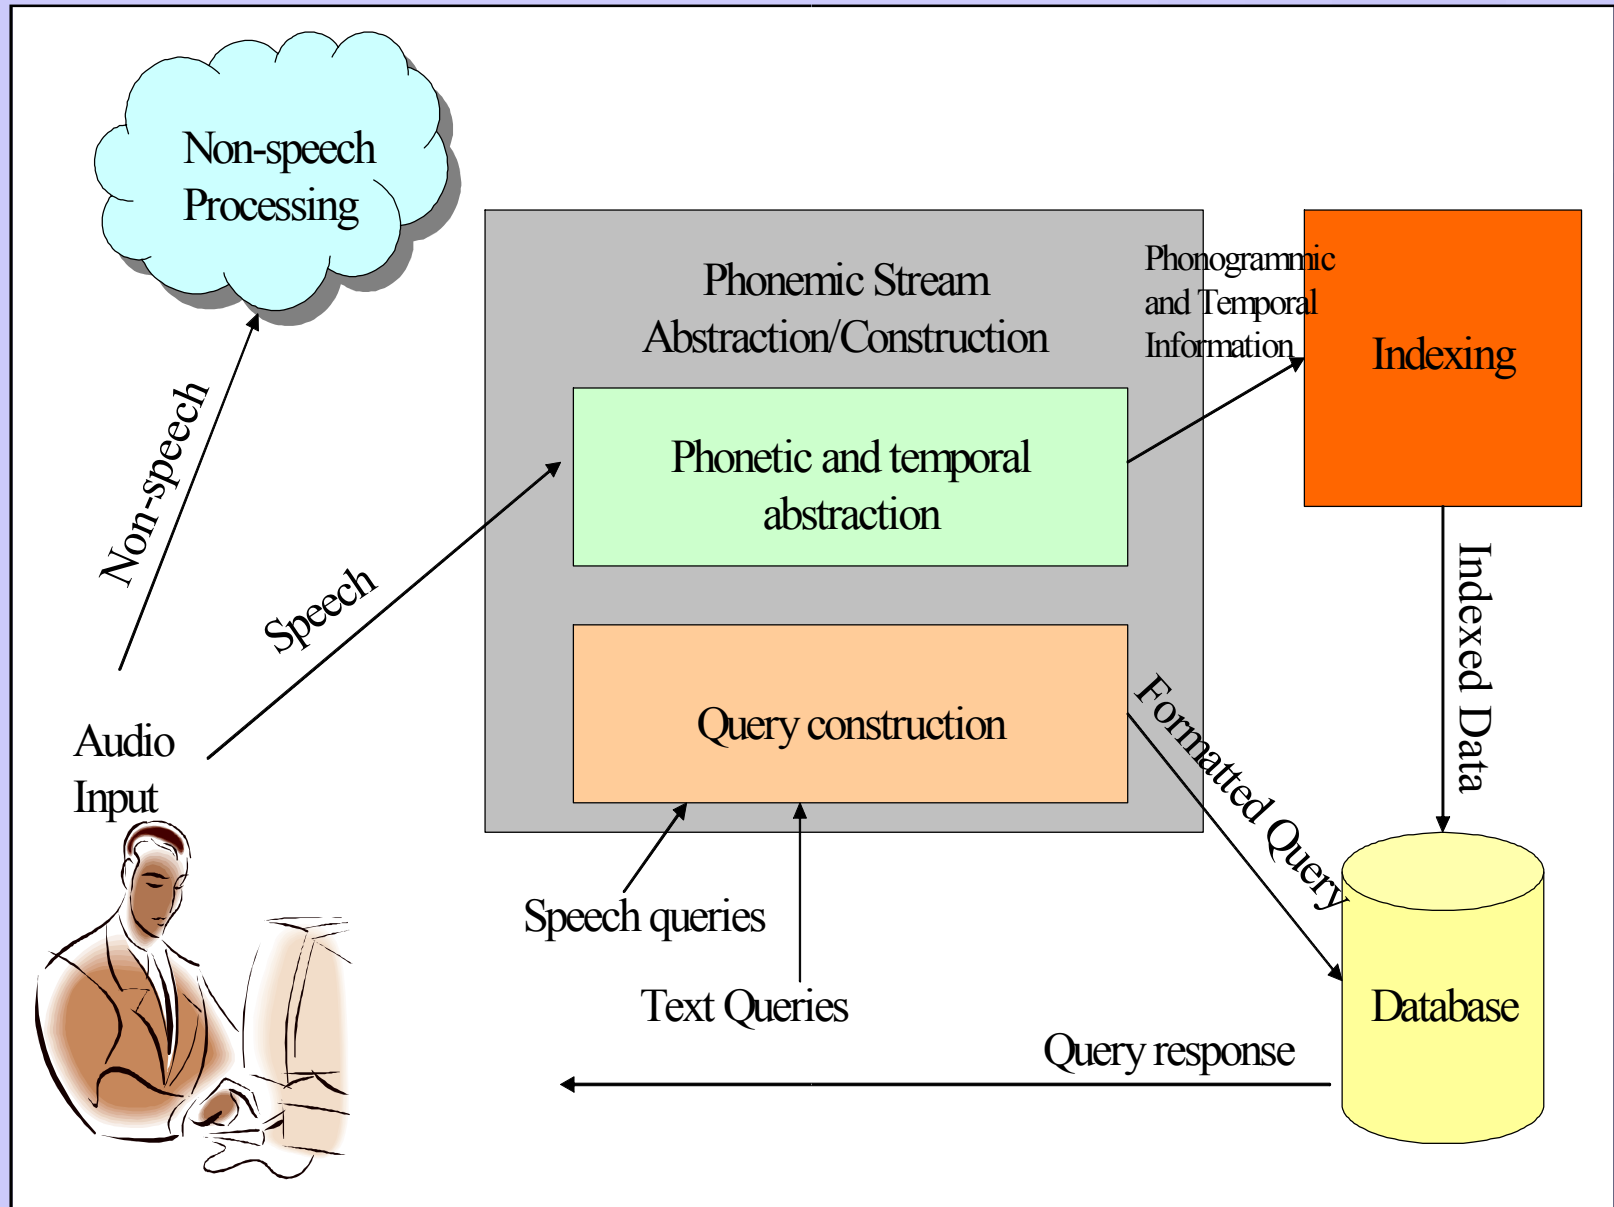 Non-speech
Processing
Phonemic Stream
Abstraction/Construction
Phonogrammic
and Temporal
Information
Indexing
Phonetic and temporal
abstraction
Non-speech
Speech
Indexed Data
Query construction
Formatted Query
Audio
Input
Speech queries
Text Queries
Database
Query response